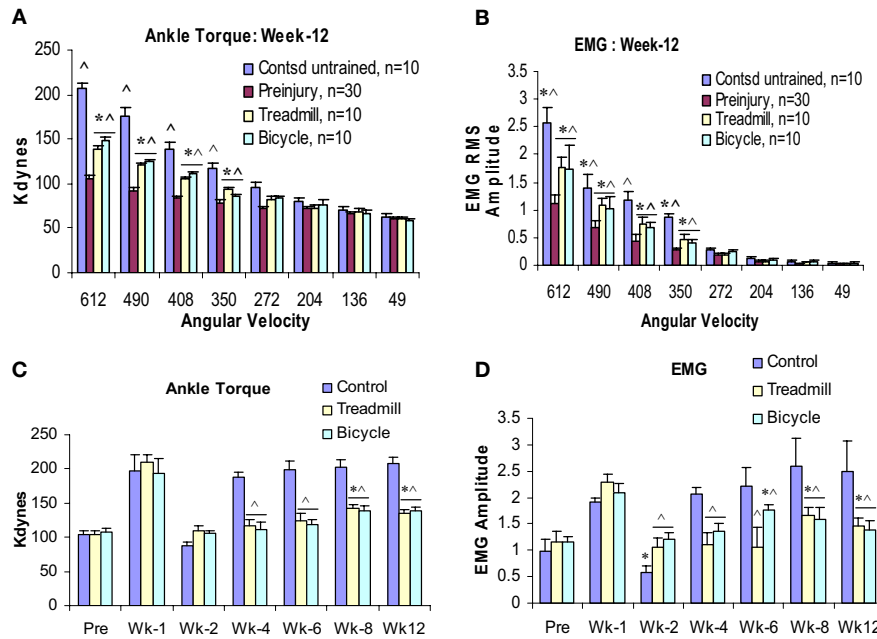 A
Ankle Torque: Week-12
250
200
150
100
50
0
Kdynes
^ ^ ^ ^
*^ *^ *^ *^
Contsd untrained, n=10
Preinjury, n=30
Treadmill, n=10
Bicycle, n=10
612 490 408 350 272 204 136 49
Angular Velocity
B
EMG : Week-12
3.5
3
2.5
2
1.5
1
0.5
0
EMG RMS
Amplitude
*^ *^ ^ *^
*^ *^ *^ *^
Contsd untrained, n=10
Preinjury, n=30
Treadmill, n=10
Bicycle, n=10
612 490 408 350 272 204 136 49
Angular Velocity
C
Ankle Torque
Control
Treadmill
Bicycle
250
200
150
100
50
0
Kdynes
^ ^ *^ *^
Pre Wk-1 Wk-2 Wk-4 Wk-6 Wk-8 Wk12
D
EMG
Control
Treadmill
Bicycle
3.5
3
2.5
2
1.5
1
0.5
0
EMG Amplitude
* ^ ^ ^ *^ *^ *^
Pre Wk-1 Wk-2 Wk-4 Wk-6 Wk-8 Wk12